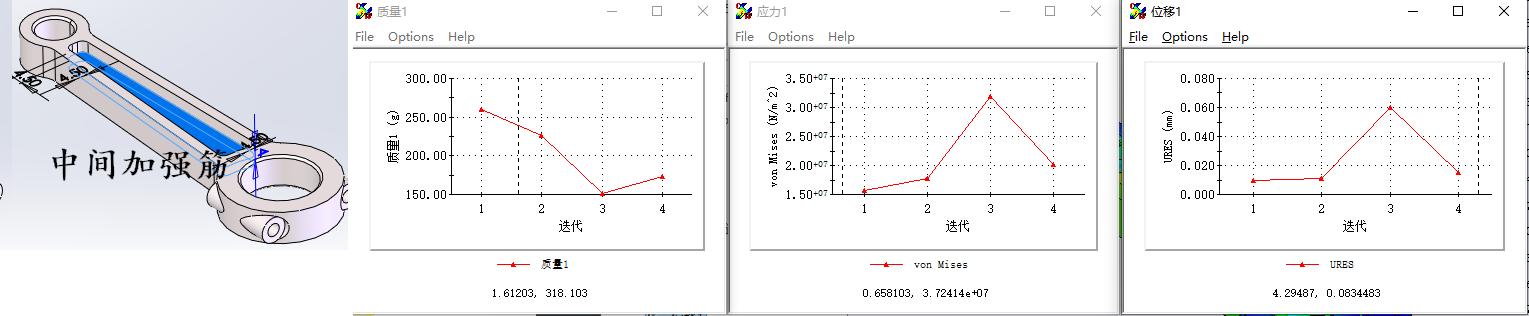 4.50
4.50
4.50
中间加强筋
质量1
File Options Help
300.00
250.00
200.00
150.00
质量1 (g)
1 2 3 4
迭代
质量1
1.61203, 318.103
应力1
File Options Help
3.50+07
3.00+07
2.50+07
2.00+07
1.50+07
von Mises (N/m^2)
1 2 3 4
迭代
von Mises
0.658103, 3.72414e+07
位移1
File Options Help
0.080
0.060
0.040
0.020
0.000
URES (mm)
1 2 3 4
迭代
URES
4.29487, 0.0834483